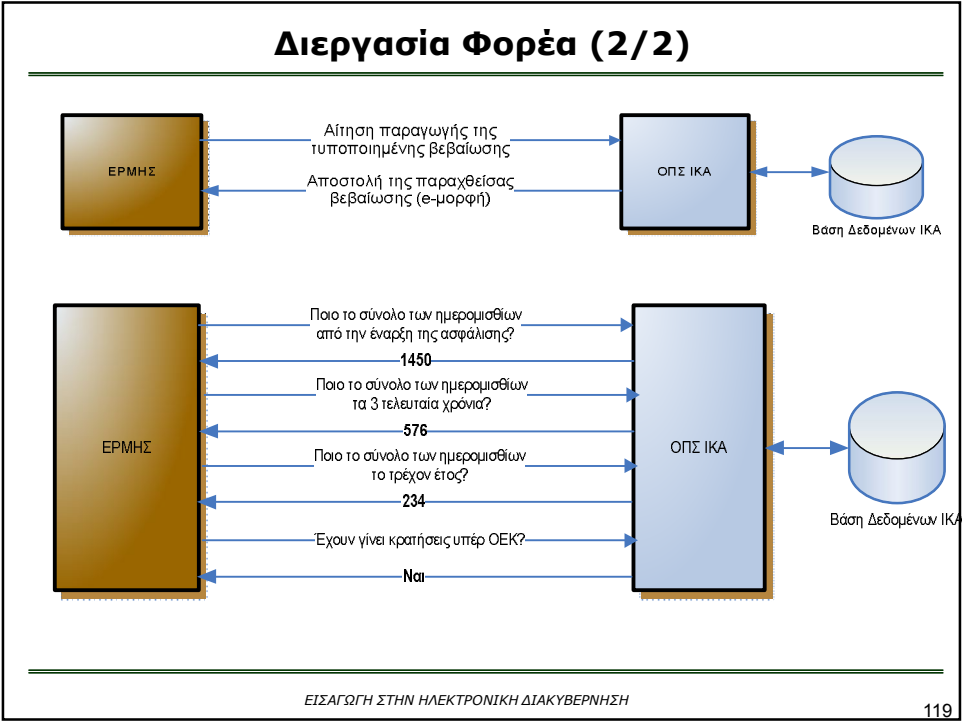 Διεργασία Φορέα (2/2)
ΕΡΜΗΣ
Αίτηση παραγωγής της
τυποποιημένης βεβαίωσης
Αποστολή της παραχθείσας
βεβαίωσης (e-μορφή)
ΟΠΣ ΙΚΑ
Βάση Δεδομένων ΙΚΑ
ΕΡΜΗΣ
Ποιο το σύνολο των ημερομισθίων
από την έναρξη της ασφάλισης?
1450
Ποιο το σύνολο των ημερομισθίων
τα 3 τελευταία χρόνια?
576
Ποιο το σύνολο των ημερομισθίων
το τρέχον έτος?
234
Έχουν γίνει κρατήσεις υπέρ ΟΕΚ?
Ναι
ΟΠΣ ΙΚΑ
Βάση Δεδομένων ΙΚΑ
ΕΙΣΑΓΩΓΗ ΣΤΗΝ ΗΛΕΚΤΡΟΝΙΚΗ ΔΙΑΚΥΒΕΡΝΗΣΗ
119